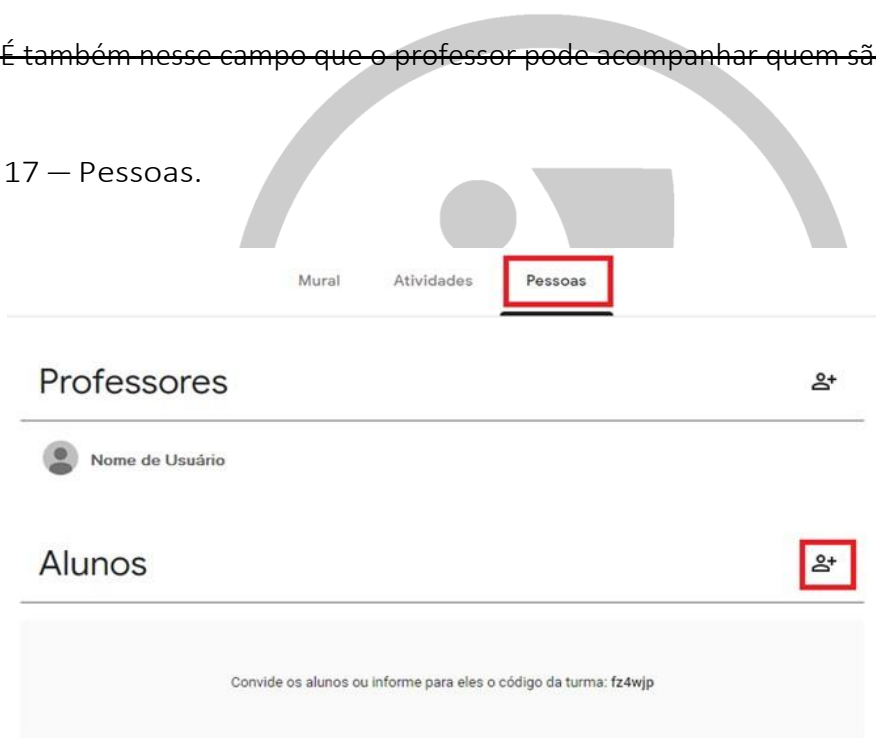 É também nesse campo que o professor pode acompanhar quem sã
17 — Pessoas.
Mural Atividades Pessoas
Professores
Nome de Usuário
Alunos
Convide os alunos ou informe para eles o código da turma: fz4wjp